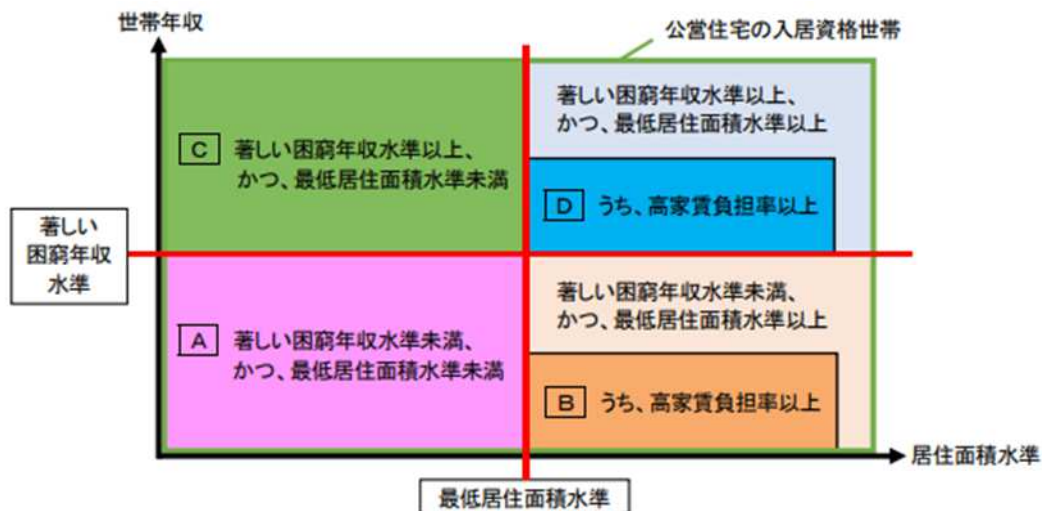 世帯年収
公営住宅の入居資格世帯
著しい困窮年収水準以上、
かつ、最低居住面積水準以上
C 著しい困窮年収水準以上、
かつ、最低居住面積水準未満
D うち、高家賃負担率以上
著しい
困窮年収
水準
著しい困窮年収水準未満、
かつ、最低居住面積水準以上
A 著しい困窮年収水準未満、
かつ、最低居住面積水準未満
B うち、高家賃負担率以上
居住面積水準
最低居住面積水準